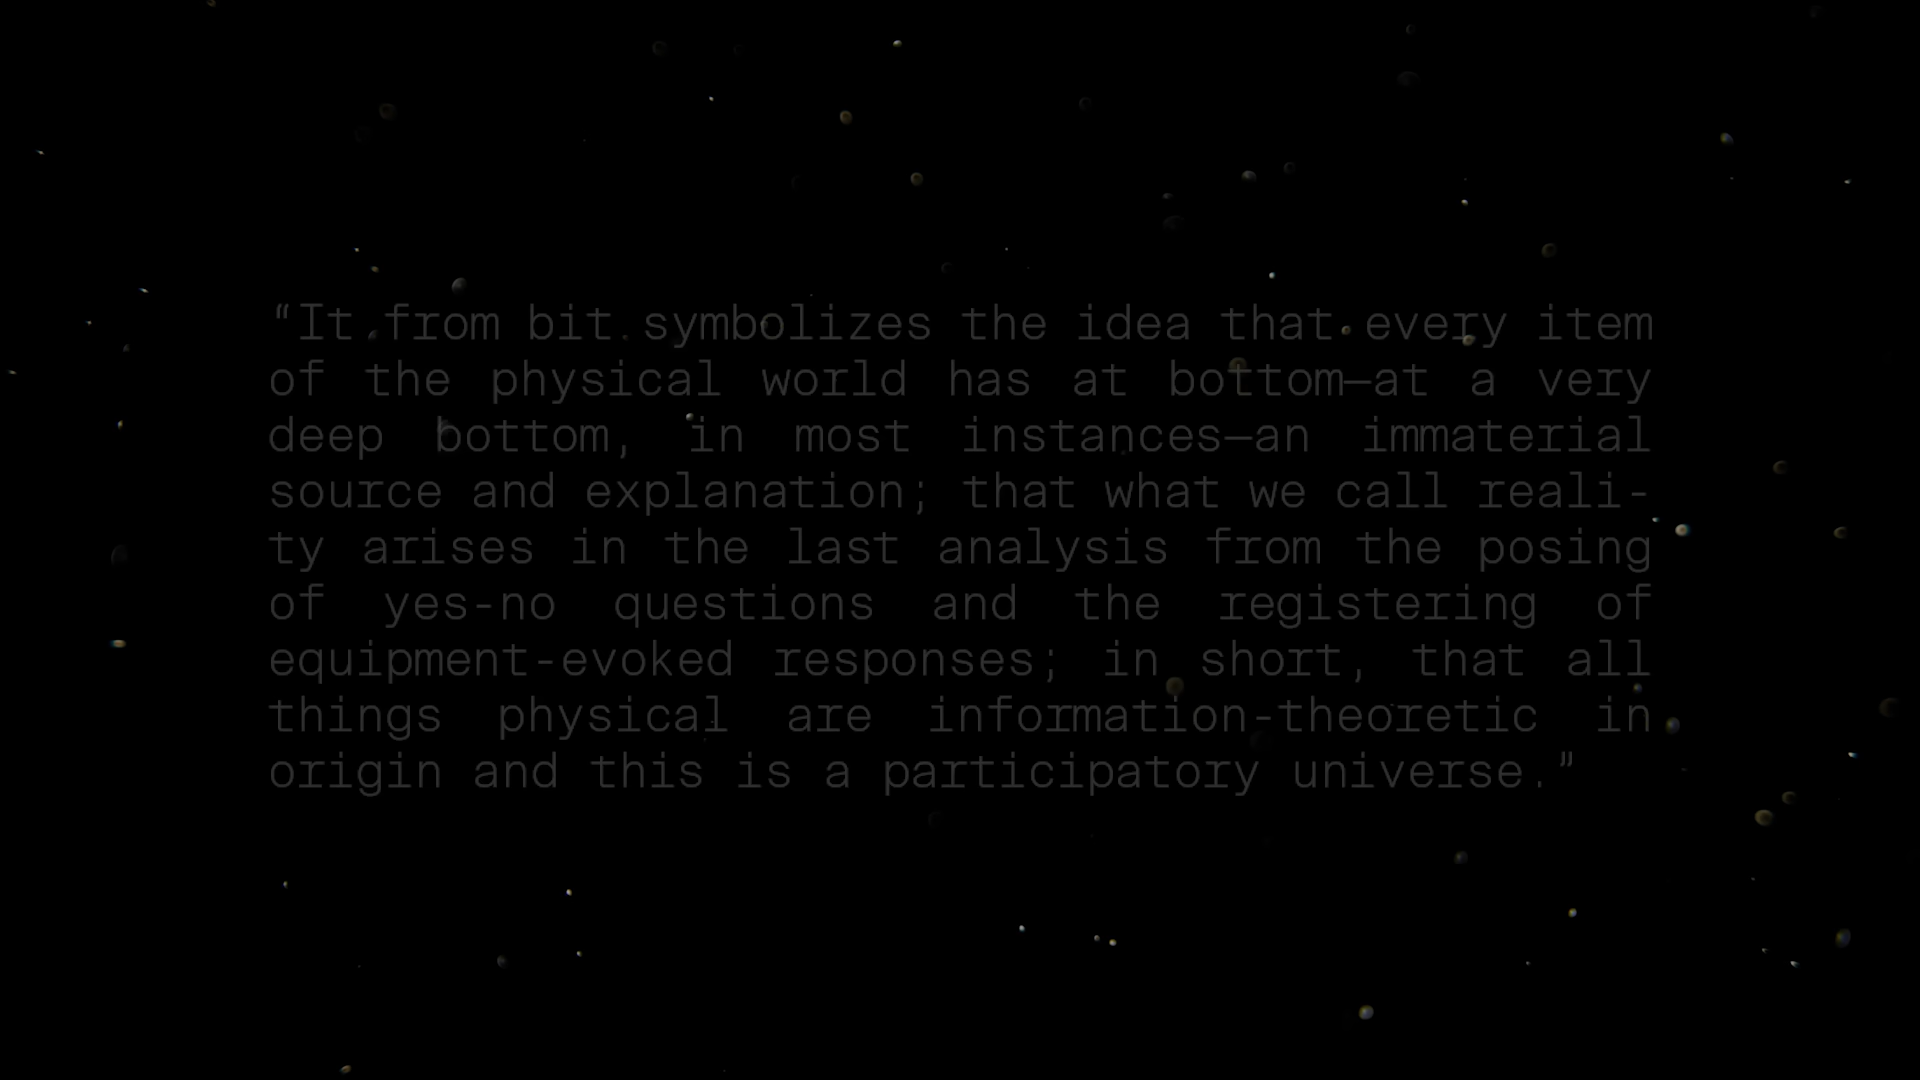 “It from bit symbolizes the idea that every item
of the physical world has at bottom—at a very
deep bottom, in most instances—an immaterial
source and explanation; that what we call reali-
ty arises in the last analysis from the posing
of yes-no questions and the registering of
equipment-evoked responses; in short, that all
things physical are information-theoretic in
origin and this is a participatory universe.”